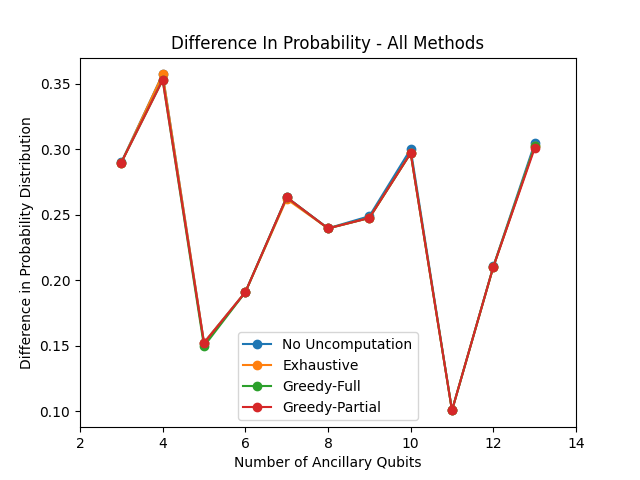 Difference In Probability - All Methods
0.35
0.30
0.25
0.20
0.15
0.10
Difference in Probability Distribution
No Uncomputation
Exhaustive
Greedy-Full
Greedy-Partial
2 4 6 8 10 12 14
Number of Ancillary Qubits